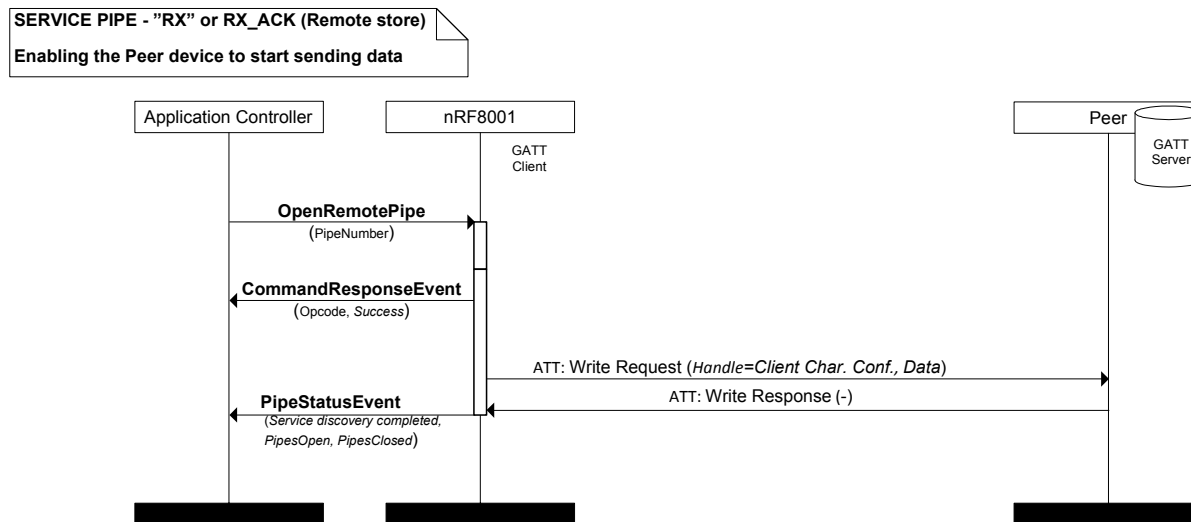 SERVICE PIPE - ”RX” or RX_ACK (Remote store)
Enabling the Peer device to start sending data
Application Controller
nRF8001
Peer
GATT
Client
GATT
Server
OpenRemotePipe
(PipeNumber)
CommandResponseEvent
(Opcode, Success)
ATT: Write Request (Handle=Client Char. Conf., Data)
ATT: Write Response (-)
PipeStatusEvent
(Service discovery completed,
PipesOpen, PipesClosed)